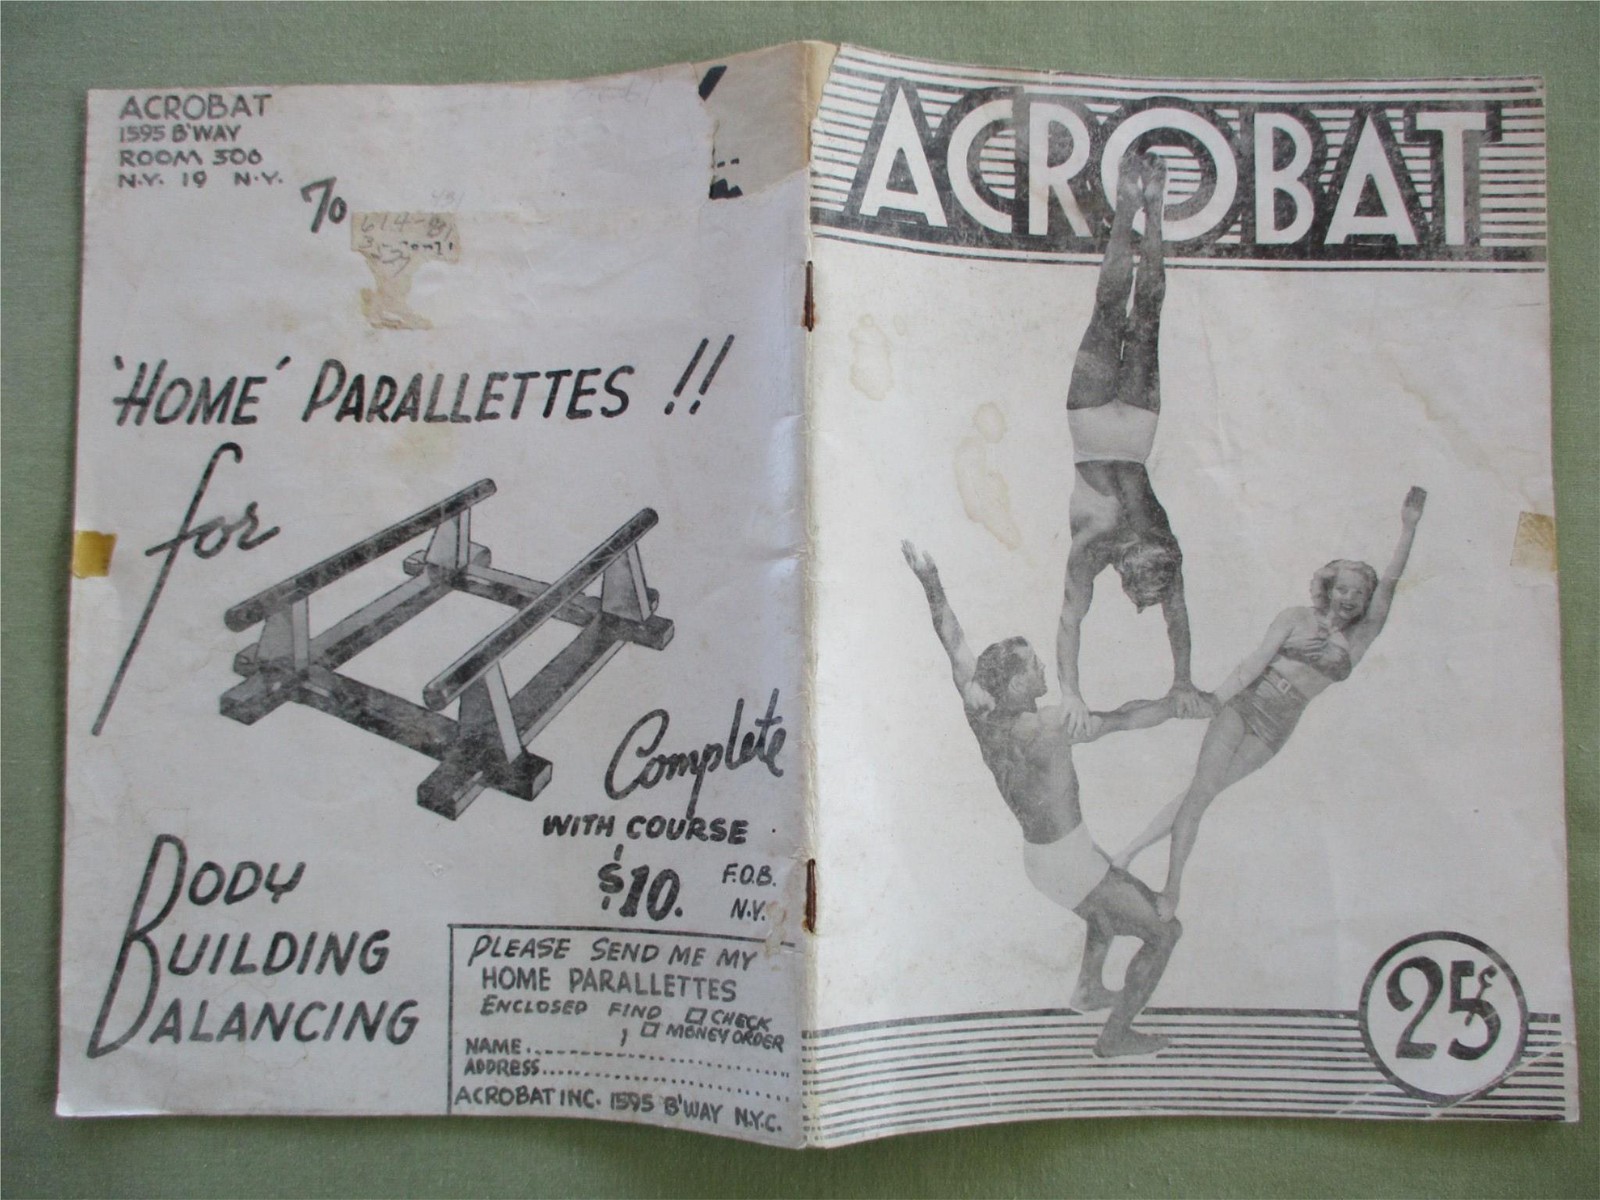 ACROBAT
1595 B'WAY
ROOM 306
N.Y. 19 N.Y.
To
'HOME' PARALLETTES !!
for
Complete
WITH COURSE
$10. F.O.B.
N.Y.
BODY
BUILDING
BALANCING
PLEASE SEND ME MY
HOME PARALLETTES
ENCLOSED FIND ☐ CHECK
, ☐ MONEY ORDER
NAME
ADDRESS
ACROBAT INC. 1595 B'WAY N.Y.C.
ACROBAT
25¢